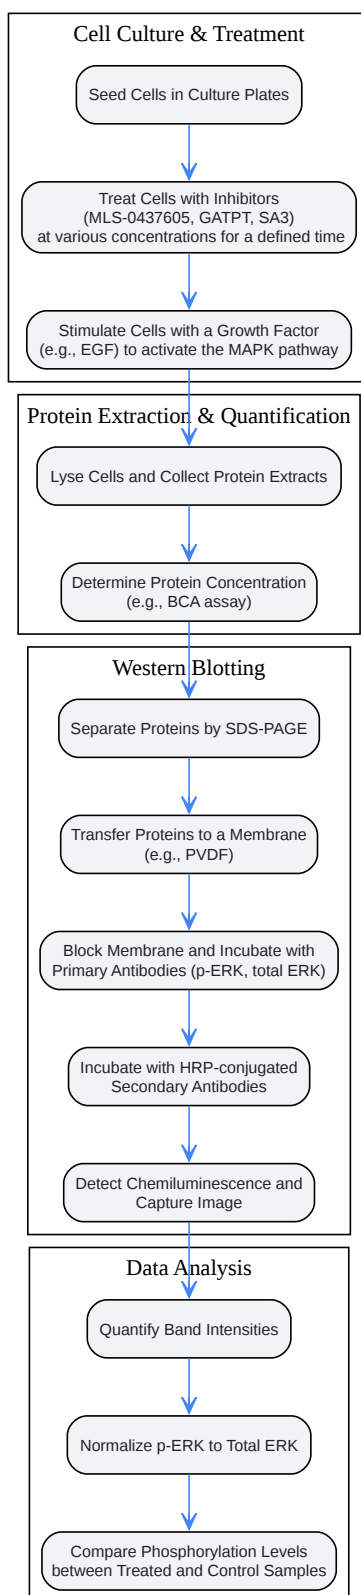 Cell Culture & Treatment
Seed Cells in Culture Plates
Treat Cells with Inhibitors
(MLS-0437605, GATPT, SA3)
at various concentrations for a defined time
Stimulate Cells with a Growth Factor
(e.g., EGF) to activate the MAPK pathway
Protein Extraction & Quantification
Lyse Cells and Collect Protein Extracts
Determine Protein Concentration
(e.g., BCA assay)
Western Blotting
Separate Proteins by SDS-PAGE
Transfer Proteins to a Membrane
(e.g., PVDF)
Block Membrane and Incubate with
Primary Antibodies (p-ERK, total ERK)
Incubate with HRP-conjugated
Secondary Antibodies
Detect Chemiluminescence and
Capture Image
Data Analysis
Quantify Band Intensities
Normalize p-ERK to Total ERK
Compare Phosphorylation Levels
between Treated and Control Samples